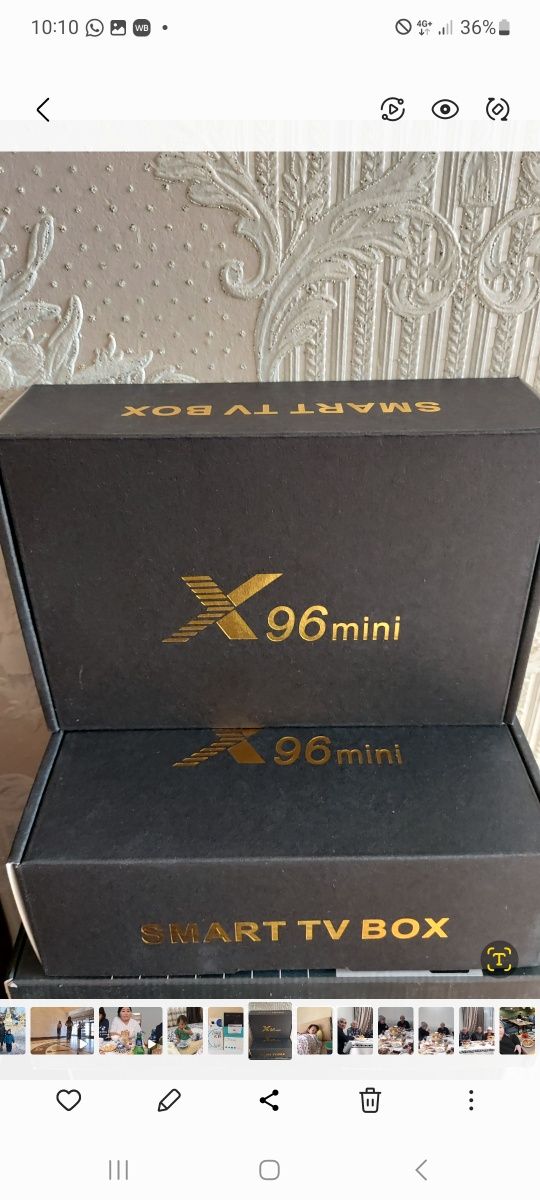 10:10
WB
4G+
36%
SMART TV BOX
X96mini
X96mini
SMART TV BOX
T